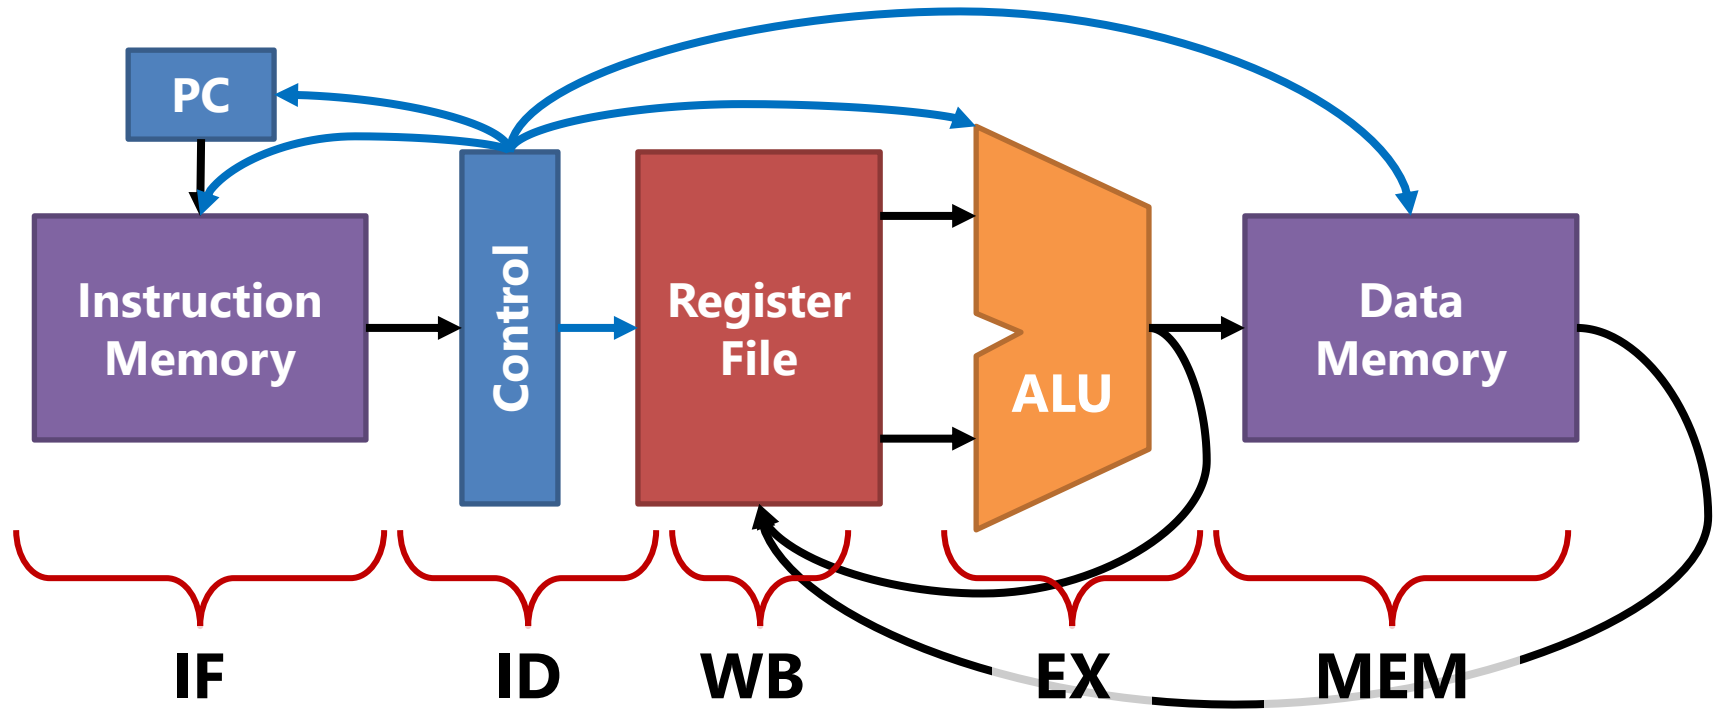 PC
Instruction
Memory
Control
Register
File
ALU
Data
Memory
IF
ID
WB
EX
MEM